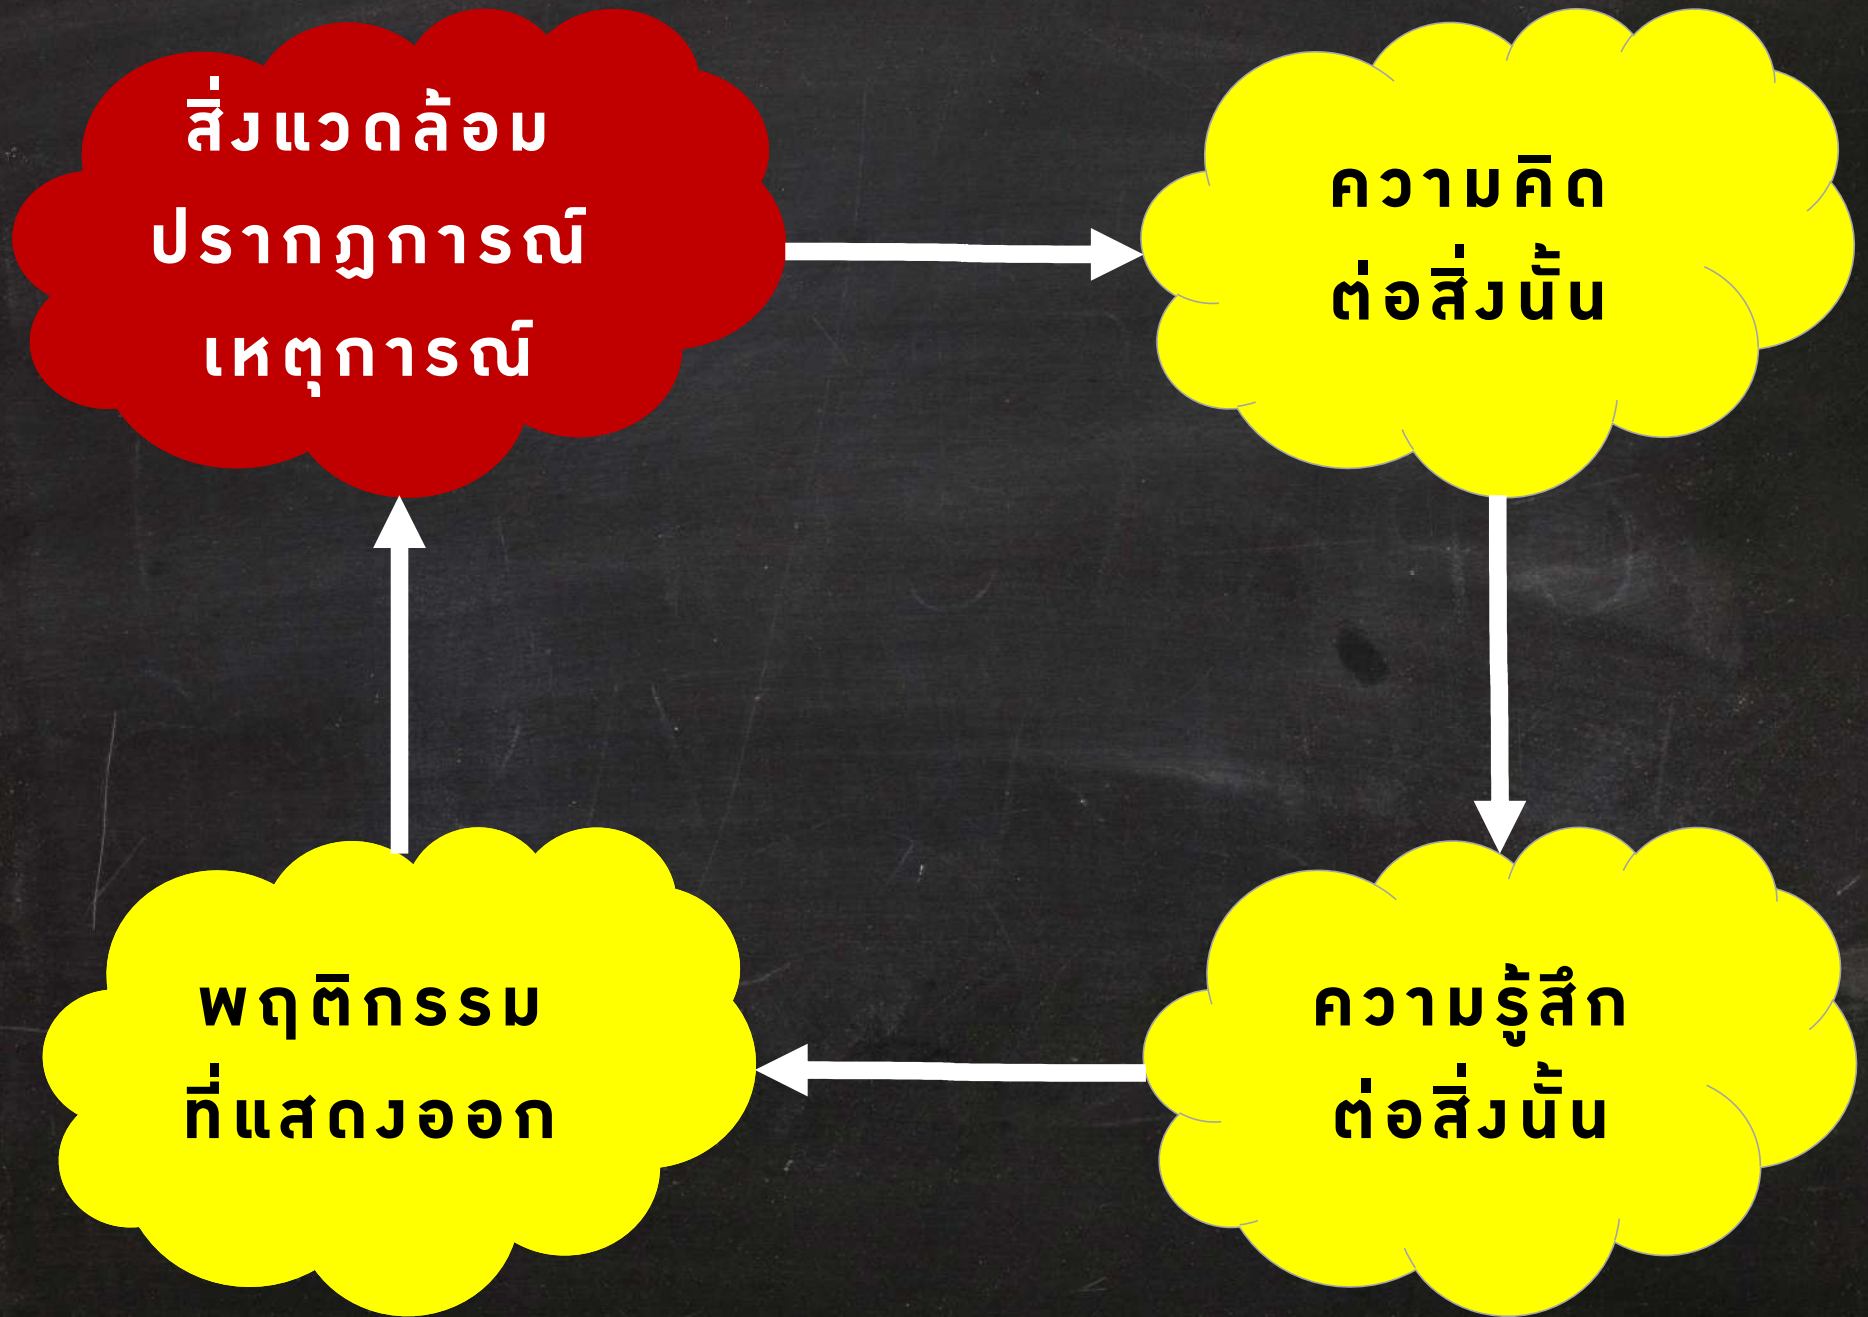 สิ่งแวดล้อม
ปรากฏการณ์
เหตุการณ์
ความคิด
ต่อสิ่งนั้น
พฤติกรรม
ที่แสดงออก
ความรู้สึก
ต่อสิ่งนั้น